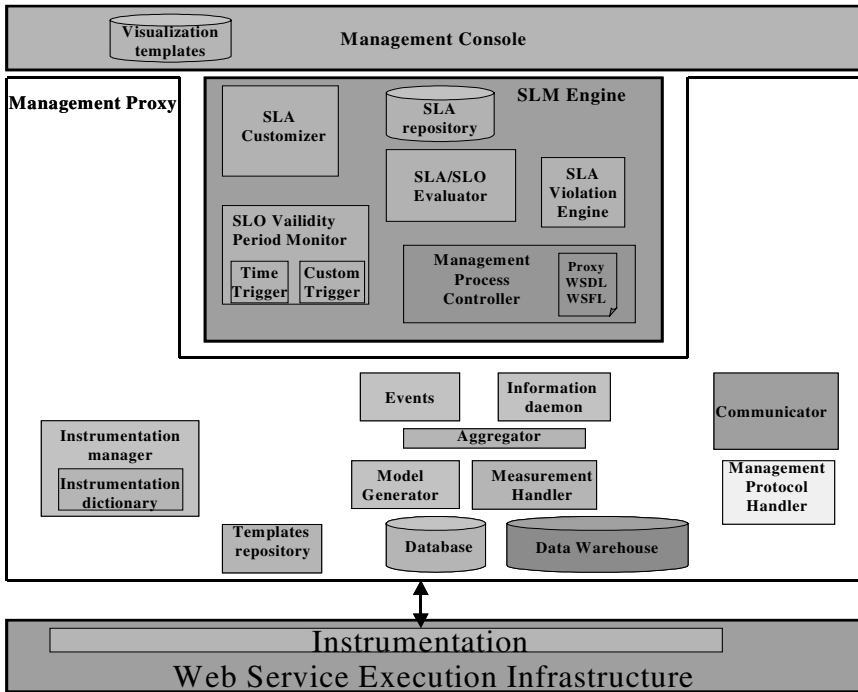 Visualization
templates
Management Console
Management Proxy
SLM Engine
SLA
Customizer
SLA
repository
SLA/SLO
Evaluator
SLA
Violation
Engine
SLO Vailidity
Period Monitor
Time
Trigger
Custom
Trigger
Management
Process
Controller
Proxy
WSDL
WSFL
Events
Information
daemon
Communicator
Aggregator
Instrumentation
manager
Instrumentation
dictionary
Model
Generator
Measurement
Handler
Management
Protocol
Handler
Templates
repository
Database
Data Warehouse
Instrumentation
Web Service Execution Infrastructure